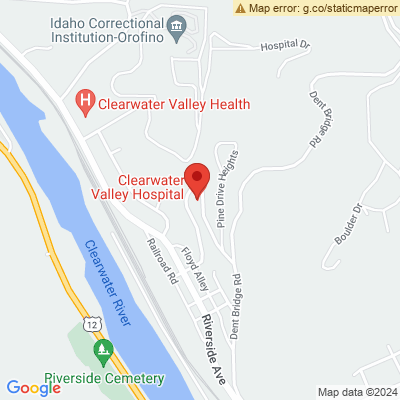 Map error: g.co/staticmaperror
Idaho Correctional
Institution-Orofino
Hospital Dr
H
Clearwater Valley Health
Dent Bridge Rd
Clearwater
Valley Hospital
Pine Drive Heights
Boulder Dr
Clearwater River
Railroad Rd
Floyd Alley
Dent Bridge Rd
12
Riverside Ave
Riverside Cemetery
Google
Map data ©2024